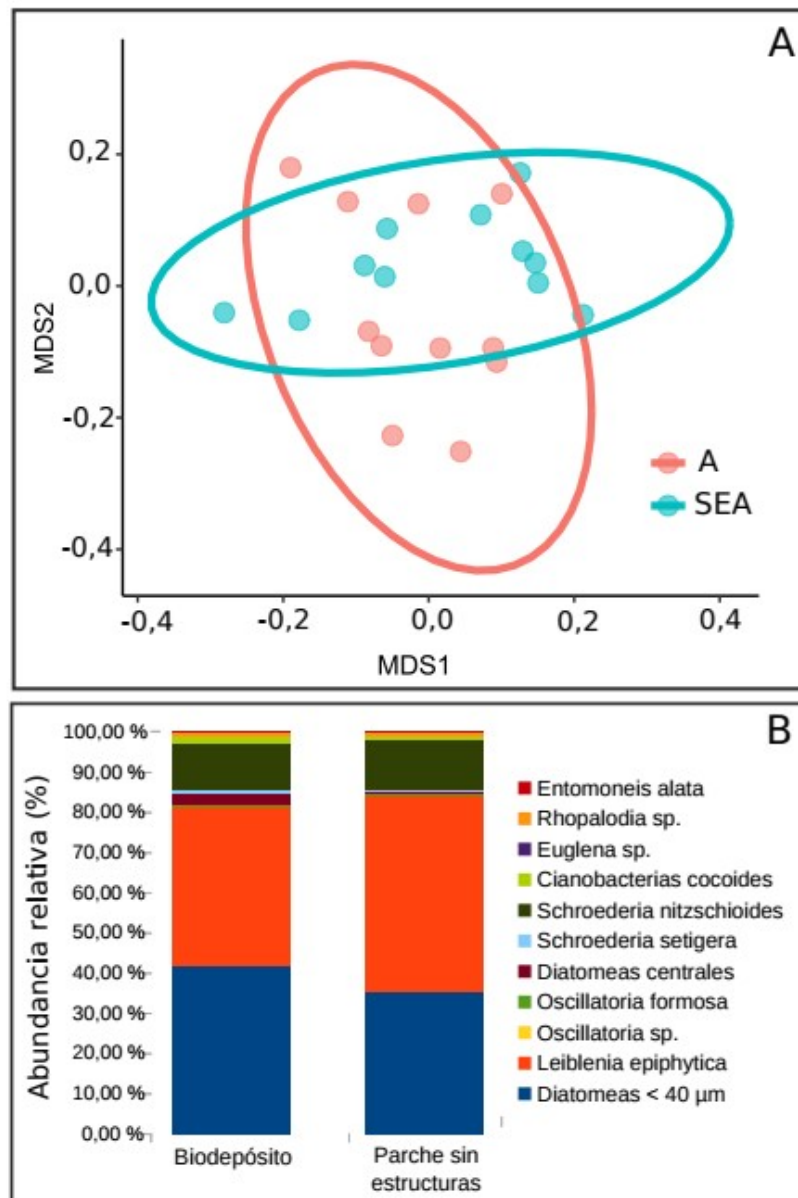 A
0,2
0,0
-0,2
-0,4
MDS2
-0,4
-0,2
0,0
0,2
0,4
MDS1
A
SEA
B
Abundancia relativa (%)
100,00 %
90,00 %
80,00 %
70,00 %
60,00 %
50,00 %
40,00 %
30,00 %
20,00 %
10,00 %
0,00 %
Biodepósito
Parche sin
estructuras
Entomoneis alata
Rhopalodia sp.
Euglena sp.
Cianobacterias cocoides
Schroederia nitzschioides
Schroederia setigera
Diatomeas centrales
Oscillatoria formosa
Oscillatoria sp.
Leiblenia epiphytica
Diatomeas < 40 µm